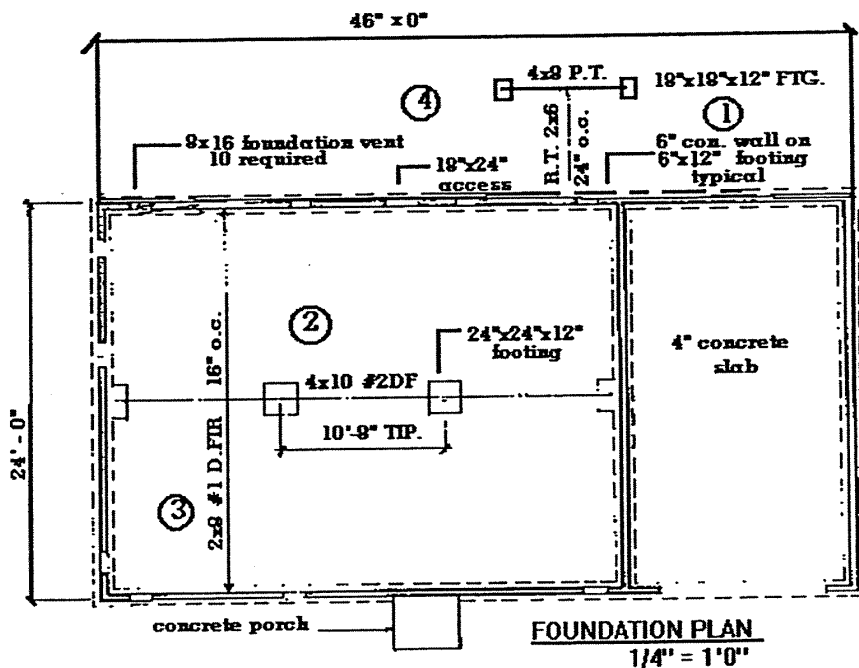 46" x 0"
4x8 P.T.
18"x18"x12" FTG.
4
1
8x16 foundation vent
10 required
18"x24"
access
R.T. 2x6
24" o.c.
6" con. wall on
6"x12" footing
typical
2
24"x24"x12"
footing
4" concrete
slab
4x10 #2DF
10'-8" TIP.
24'-0"
2x8 #1 D.FIR 16" o.c.
3
concrete porch
FOUNDATION PLAN
1/4" = 1'0"